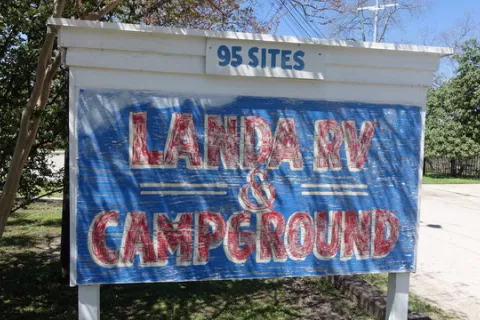 95 SITES
LANDA RV
&
CAMPGROUND